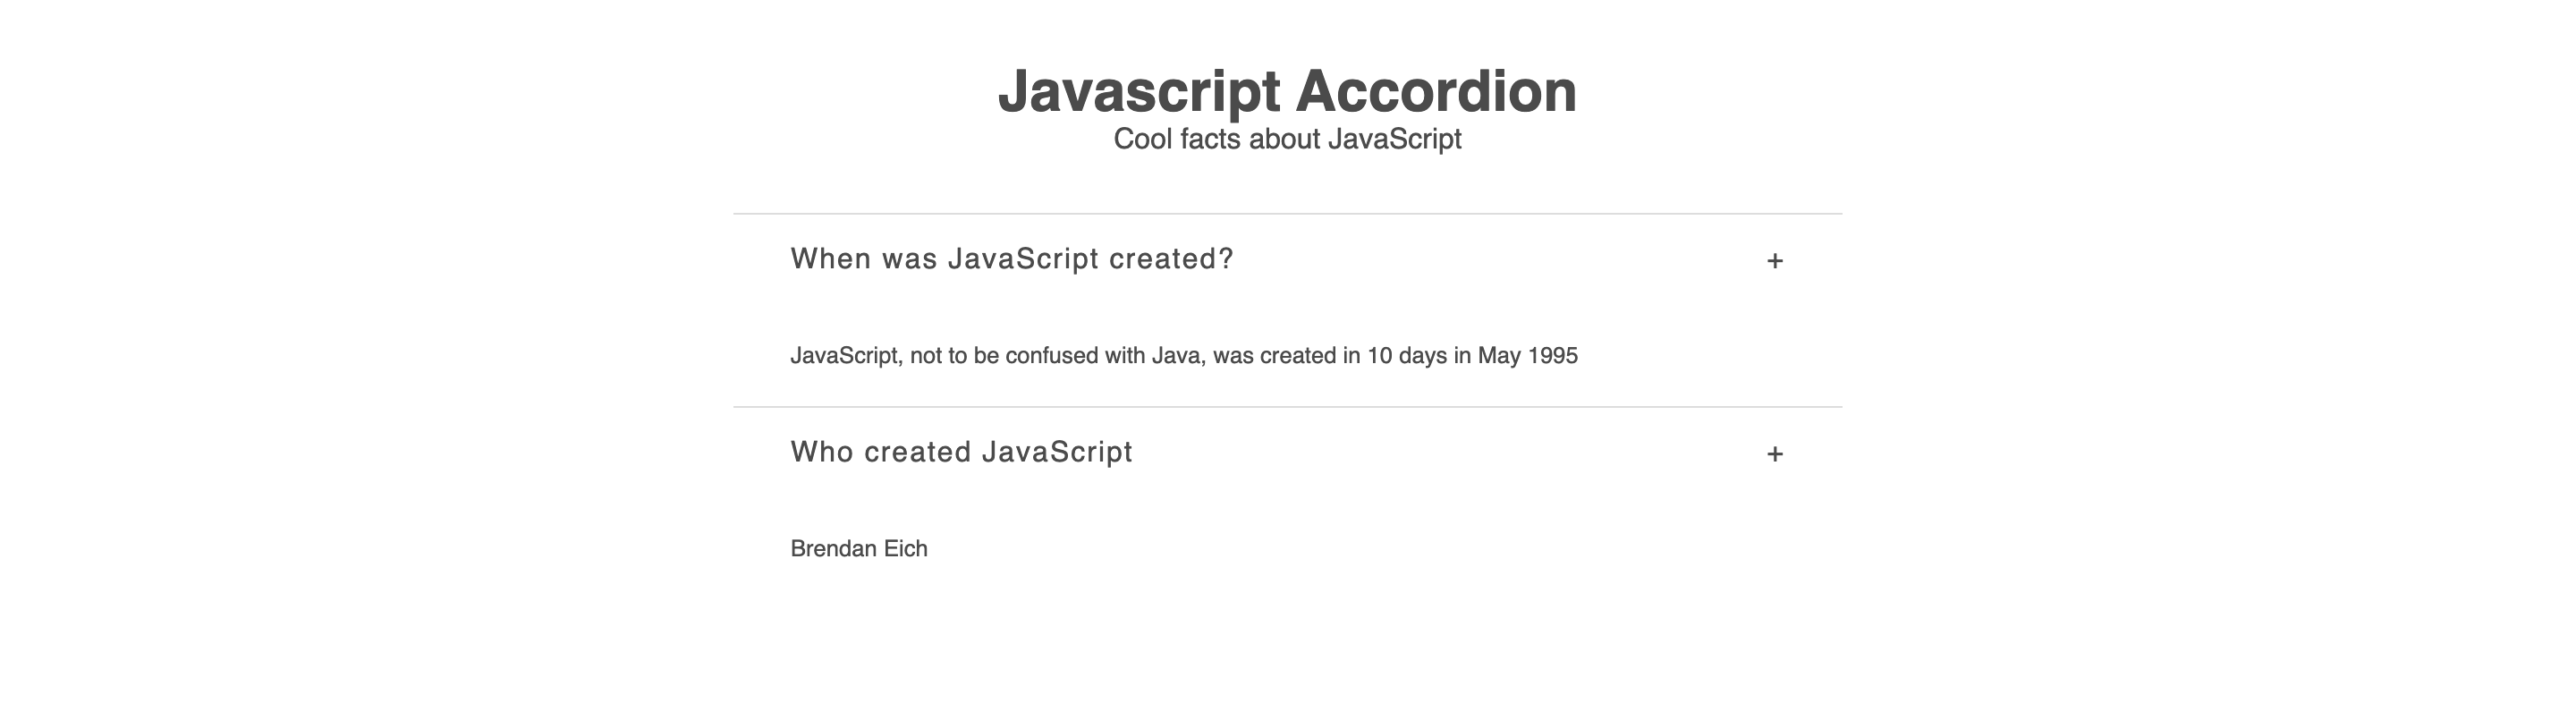 Javascript Accordion
Cool facts about JavaScript
When was JavaScript created? +
JavaScript, not to be confused with Java, was created in 10 days in May 1995
Who created JavaScript +
Brendan Eich